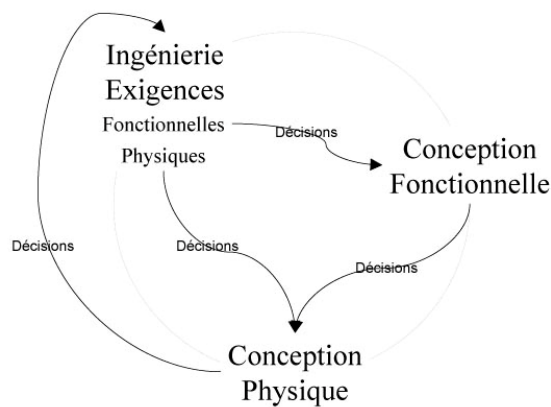 Ingénierie
Exigences
Fonctionnelles
Physiques
Décisions
Conception
Fonctionnelle
Décisions
Décisions
Décisions
Conception
Physique